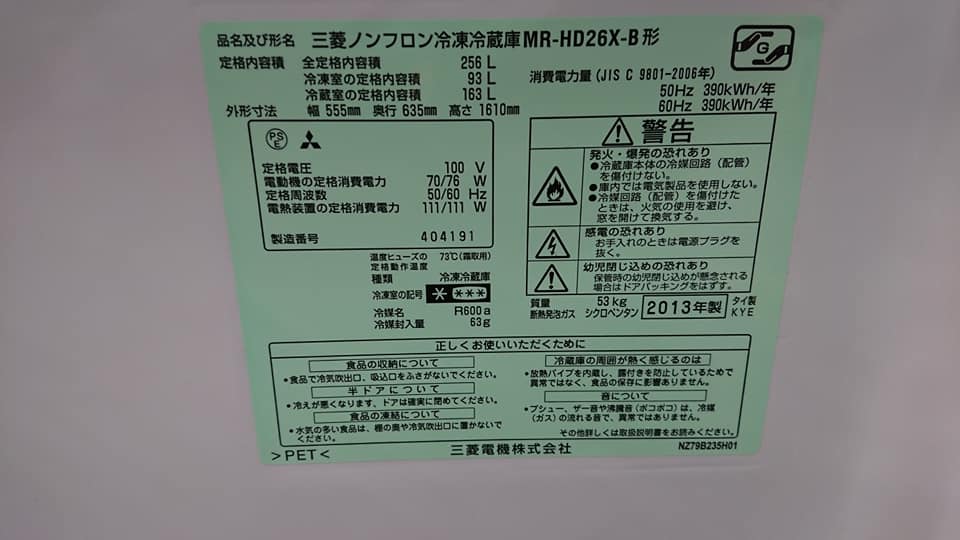 品名及び形名 三菱ノンフロン冷凍冷蔵庫MR-HD26X-B形
定格内容積 全定格内容積 256 L
冷凍室の定格内容積 93 L
冷蔵室の定格内容積 163 L
外形寸法 幅 555mm 奥行 635mm 高さ 1610mm
G
消費電力量 (JIS C 9801-2006年)
50Hz 390kWh/年
60Hz 390kWh/年
PSE
定格電圧 100 V
電動機の定格消費電力 70/76 W
定格周波数 50/60 Hz
電熱装置の定格消費電力 111/111 W
製造番号 404191
温度ヒューズの定格動作温度 73℃(霜取用)
種類 冷凍冷蔵庫
冷凍室の記号 * ***
冷媒名 R600a
冷媒封入量 63g
警告
発火・爆発の恐れあり
●冷蔵庫本体の冷媒回路(配管)
を傷付けない。
●庫内では電気製品を使用しない。
●冷媒回路(配管)を傷付けた
ときは、火気の使用を避け、
窓を開けて換気する。
感電の恐れあり
お手入れのときは電源プラグを
抜く。
幼児閉じ込めの恐れあり
保管時の幼児閉じ込めが懸念される
場合はドアパッキングをはずす。
質量 53kg
断熱発泡ガス シクロペンタン
2013年製
タイ製
KYE
正しくお使いいただくために
食品の収納について
・食品で冷気吹出口、吸込口をふさがないでください。
半ドアについて
・冷えが悪くなります、ドアは確実に閉めてください。
食品の凍結について
・水気の多い食品は、棚の奥や冷気吹出口に置かないで
ください。
冷蔵庫の周囲が熱く感じるのは
・放熱パイプを内蔵し、露付きを防止しているためで
異常ではなく、食品の保存に影響ありません。
音について
・プシュー、ザー音や沸騰音(ポコポコ)は、冷媒
(ガス)の流れる音で、異常ではありません。
その他詳しくは取扱説明書をお読みください。
>PET<
三菱電機株式会社
NZ79B235H01